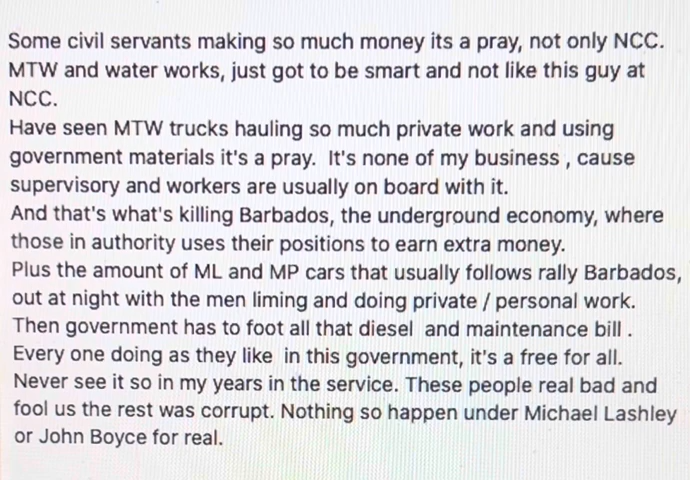 Some civil servants making so much money its a pray, not only NCC.
MTW and water works, just got to be smart and not like this guy at
NCC.
Have seen MTW trucks hauling so much private work and using
government materials it's a pray.  It's none of my business , cause
supervisory and workers are usually on board with it.
And that's what's killing Barbados, the underground economy, where
those in authority uses their positions to earn extra money.
Plus the amount of ML and MP cars that usually follows rally Barbados,
out at night with the men liming and doing private / personal work.
Then government has to foot all that diesel  and maintenance bill .
Every one doing as they like  in this government, it's a free for all.
Never see it so in my years in the service. These people real bad and
fool us the rest was corrupt. Nothing so happen under Michael Lashley
or John Boyce for real.